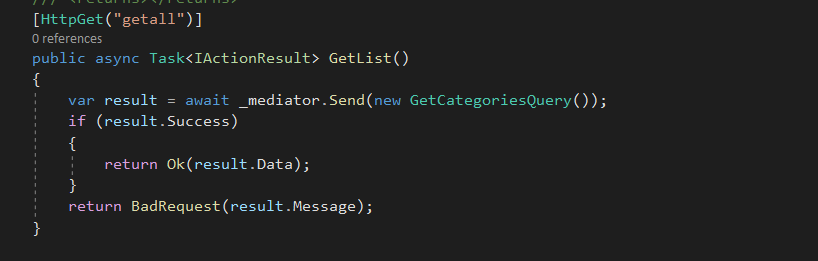 /// <returns></returns>
[HttpGet("getall")]
0 references
public async Task<IActionResult> GetList()
{
var result = await _mediator.Send(new GetCategoriesQuery());
if (result.Success)
{
return Ok(result.Data);
}
return BadRequest(result.Message);
}